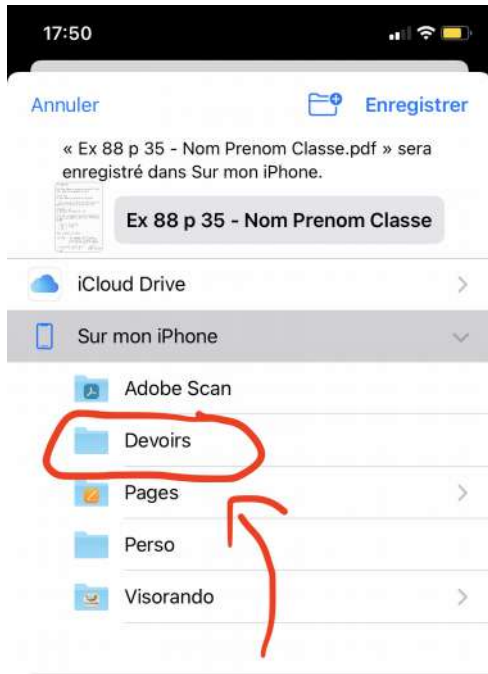 17:50
Annuler
Enregistrer
« Ex 88 p 35 - Nom Prenom Classe.pdf » sera
enregistré dans Sur mon iPhone.
Ex 88 p 35 - Nom Prenom Classe
iCloud Drive
Sur mon iPhone
Adobe Scan
Devoirs
Pages
Perso
Visorando